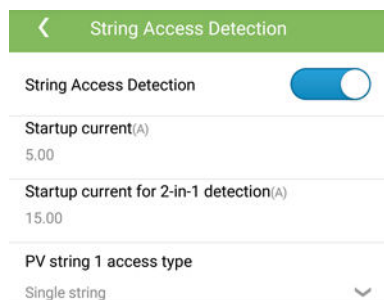 String Access Detection
String Access Detection
Startup current(A)
5.00
Startup current for 2-in-1 detection(A)
15.00
PV string 1 access type
Single string